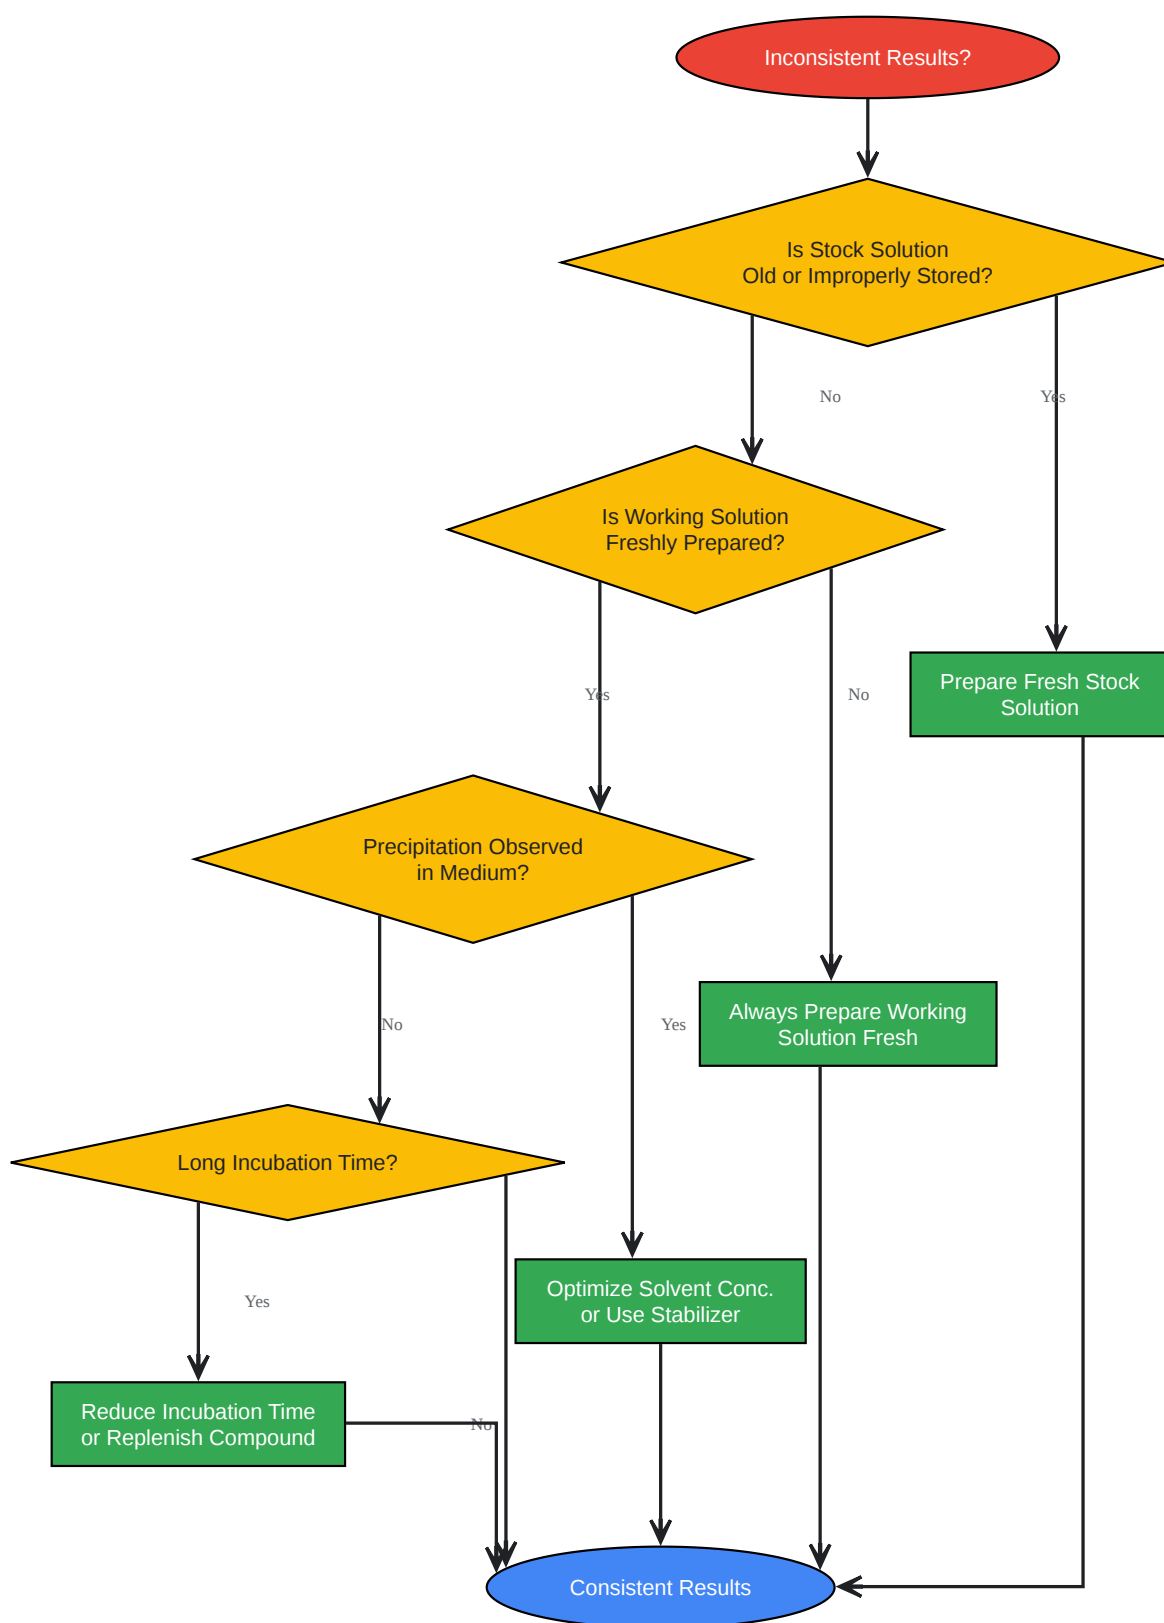 Inconsistent Results?
Is Stock Solution
Old or Improperly Stored?
No
Yes
Is Working Solution
Freshly Prepared?
Prepare Fresh Stock
Solution
Yes
No
Precipitation Observed
in Medium?
Always Prepare Working
Solution Fresh
No
Yes
Long Incubation Time?
Optimize Solvent Conc.
or Use Stabilizer
Yes
Reduce Incubation Time
or Replenish Compound
No
Consistent Results